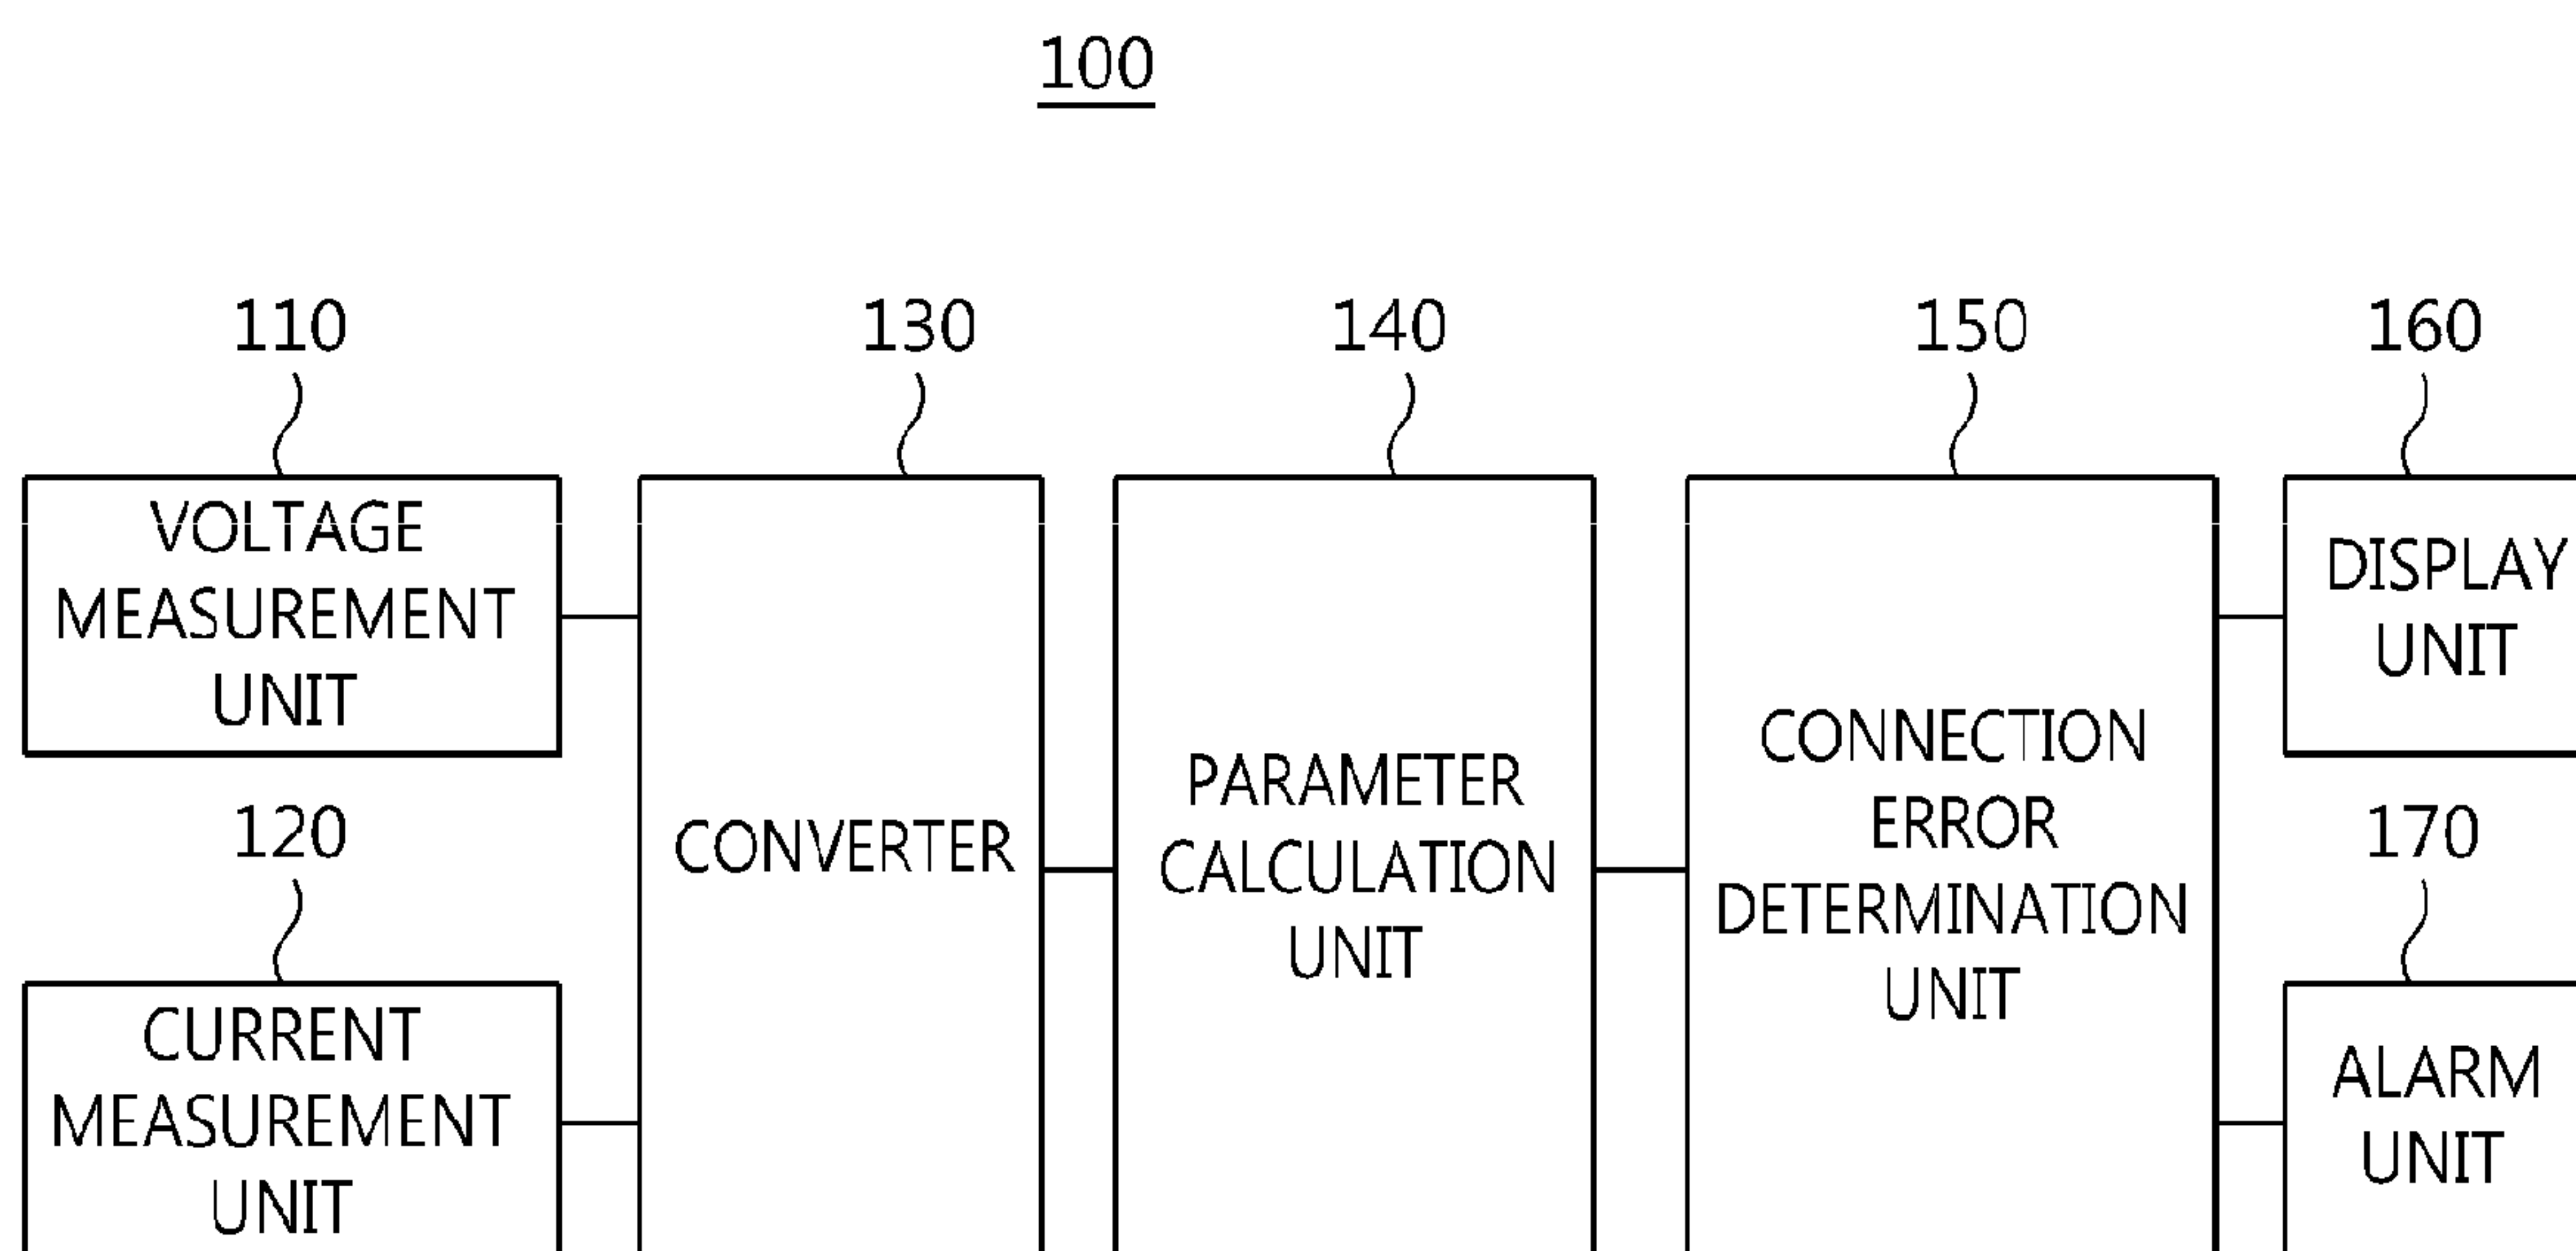 100
110
VOLTAGE
MEASUREMENT
UNIT
120
CURRENT
MEASUREMENT
UNIT
130
CONVERTER
140
PARAMETER
CALCULATION
UNIT
150
CONNECTION
ERROR
DETERMINATION
UNIT
160
DISPLAY
UNIT
170
ALARM
UNIT